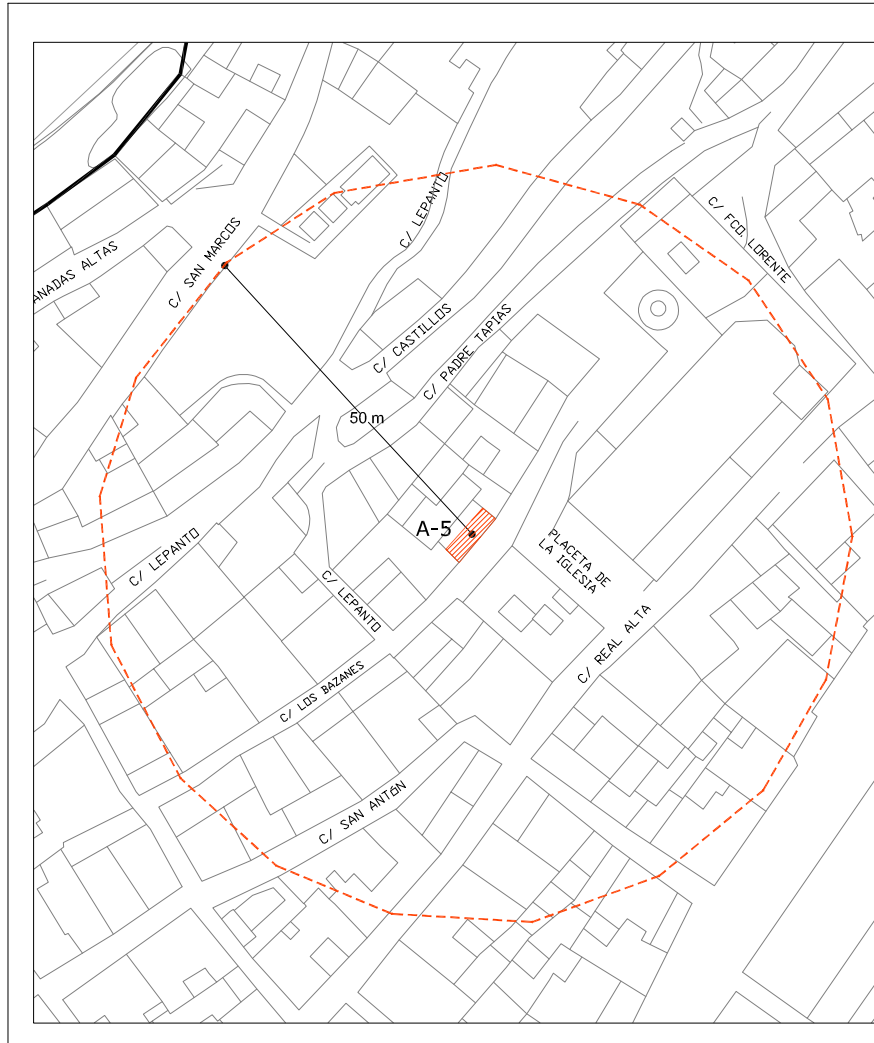 C/ FCO. LORENTE
C/ LEPANTO
C/ SAN MARCOS
ANADAS ALTAS
C/ CASTILLOS
C/ PADRE TAPIAS
50 m
A-5
PLACETA DE
LA IGLESIA
C/ LEPANTO
C/ LEPANTO
C/ REAL ALTA
C/ LOS BAZANES
C/ SAN ANTóN